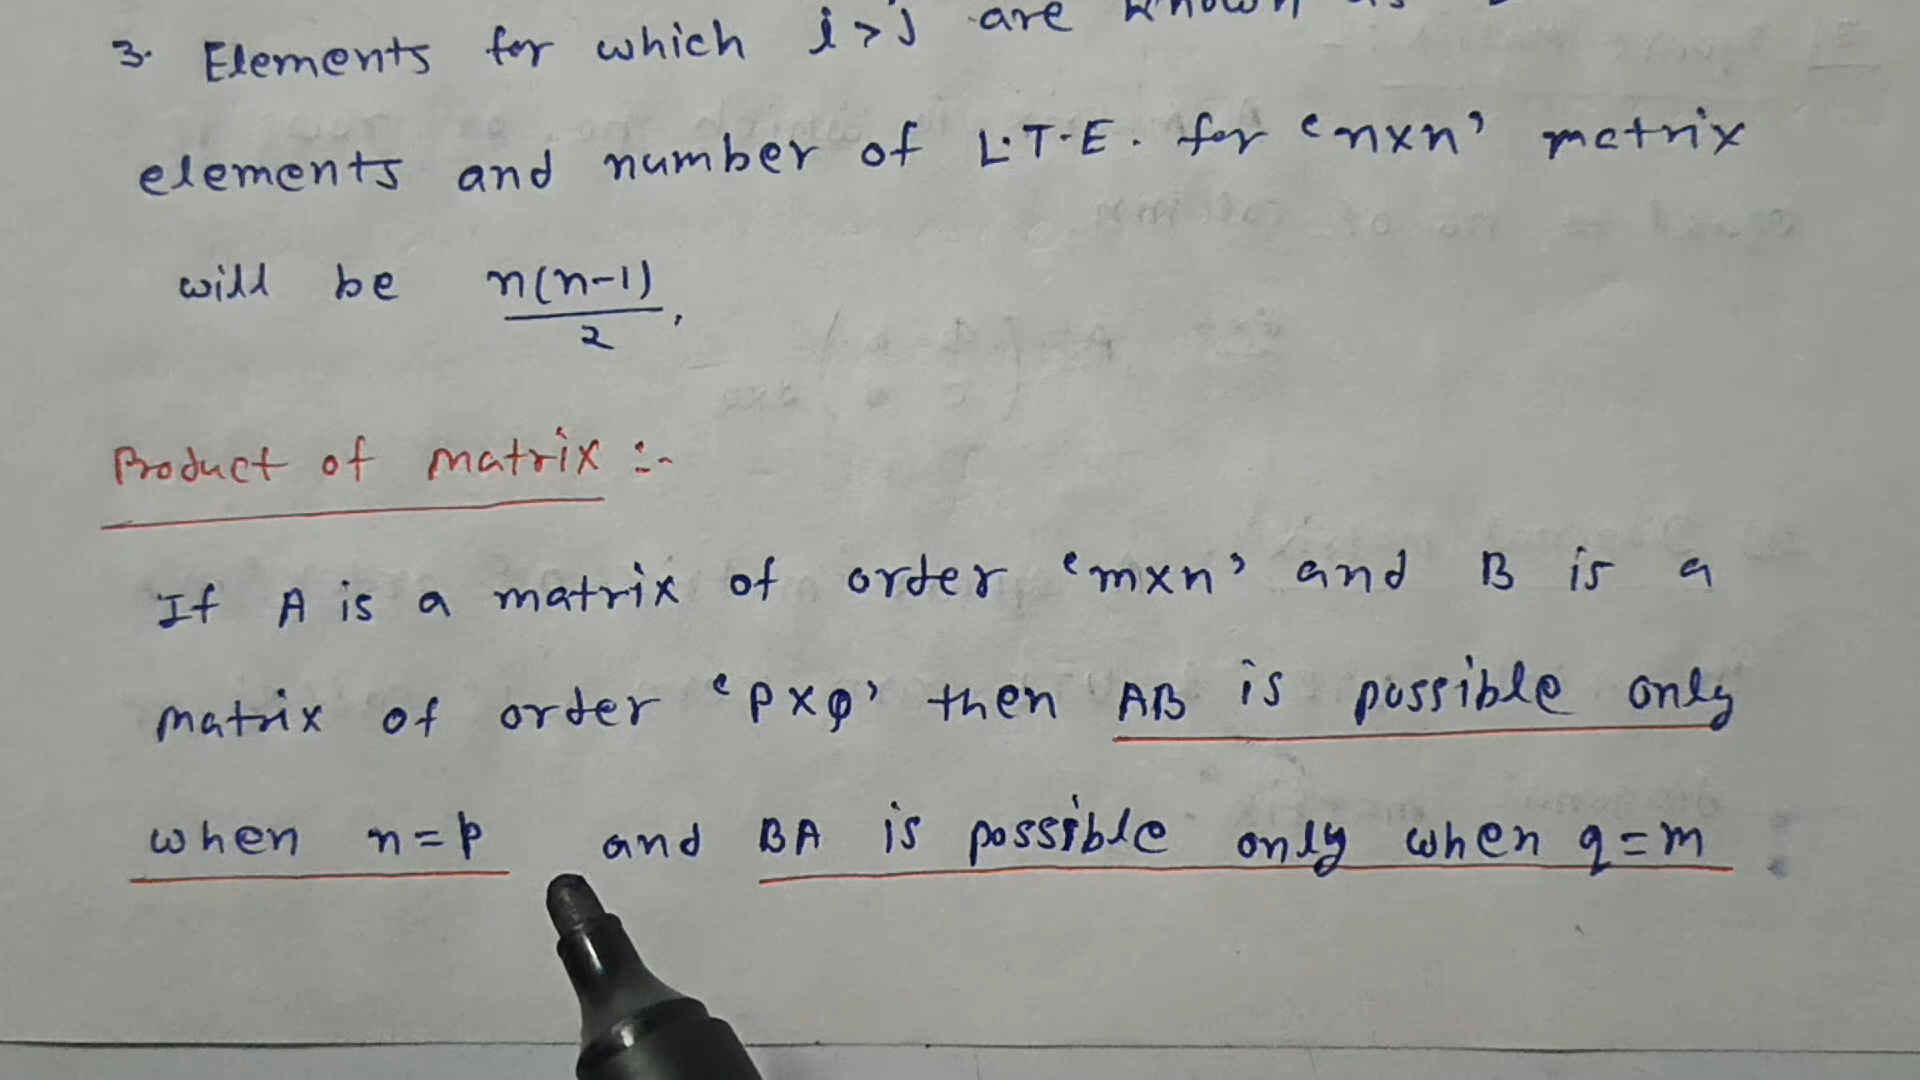 3. Elements for which i>j are known as
elements and number of L.T.E. for 'n×n' matrix
will be n(n-1)/2,
Product of matrix :-
If A is a matrix of order 'm×n' and B is a
matrix of order 'p×q' then AB is possible only
when n=p and BA is possible only when q=m